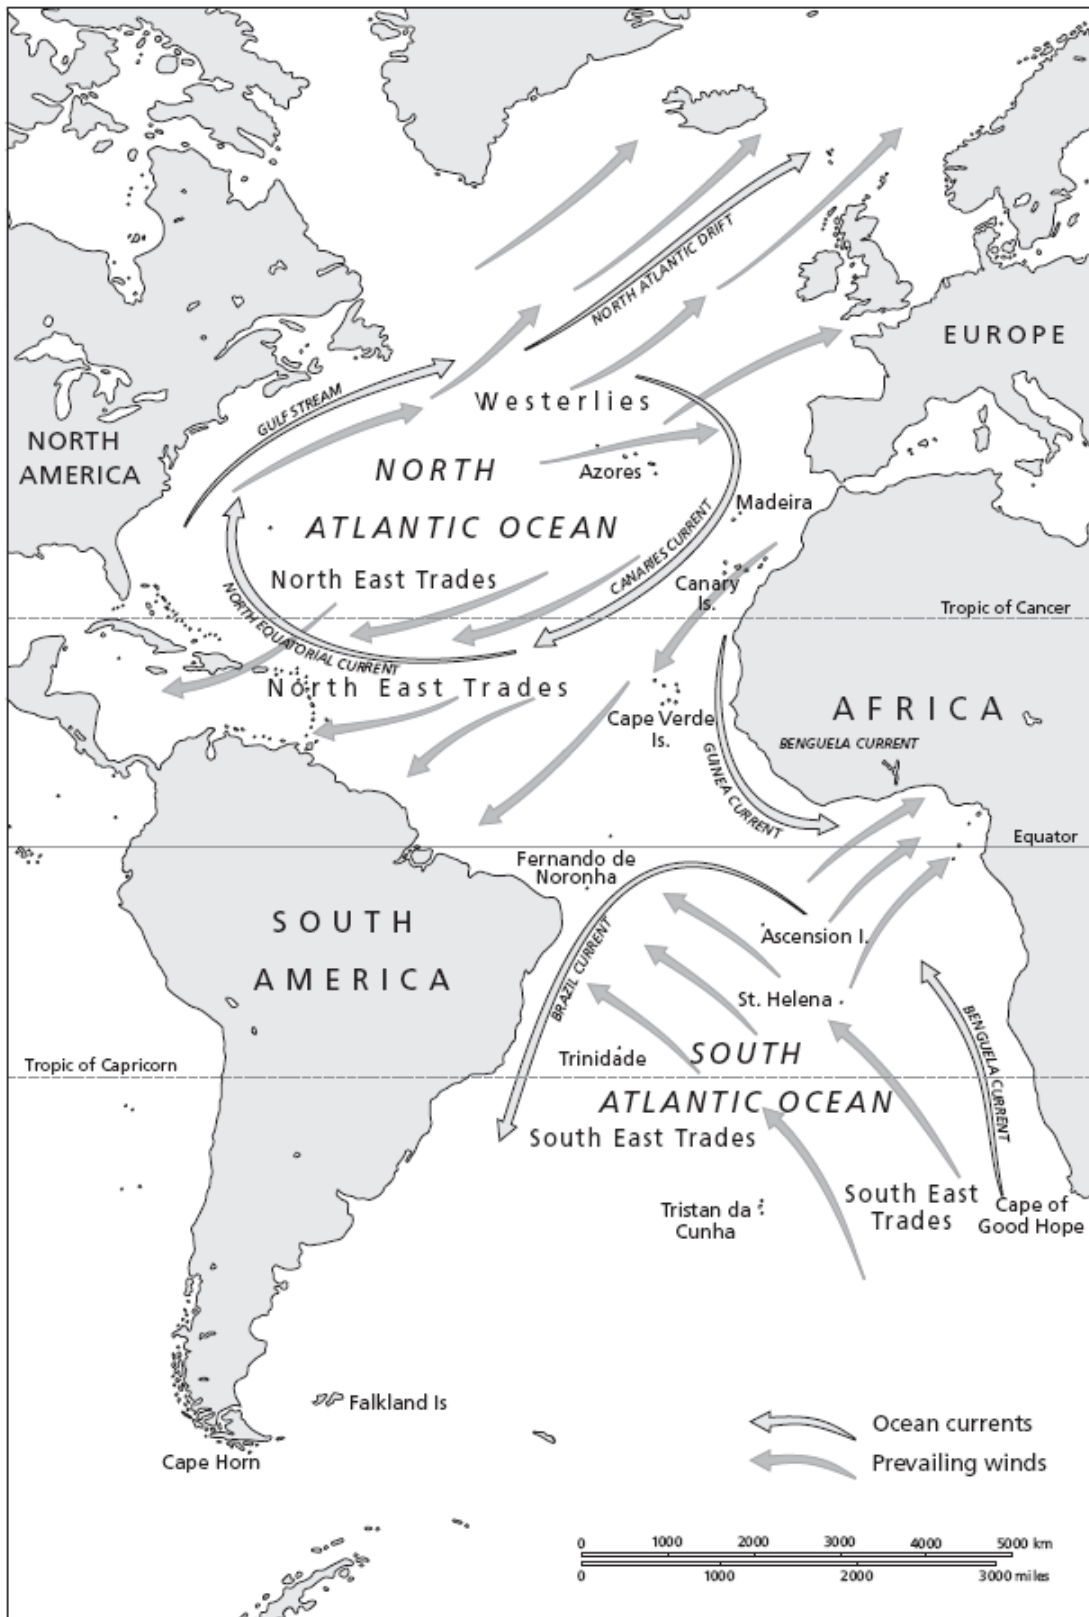 NORTH ATLANTIC DRIFT
EUROPE
GULF STREAM
Westerlies
NORTH
AMERICA
NORTH
ATLANTIC OCEAN
Azores
Madeira
CANARIES CURRENT
Canary
Is.
North East Trades
Tropic of Cancer
NORTH EQUATORIAL CURRENT
North East Trades
Cape Verde
Is.
AFRICA
BENGUELA CURRENT
GUINEA CURRENT
Equator
Fernando de
Noronha
SOUTH
AMERICA
Ascension I.
BRAZIL CURRENT
St. Helena
BENGUELA CURRENT
Trinidade
Tropic of Capricorn
SOUTH
ATLANTIC OCEAN
South East Trades
South East
Trades
Cape of
Good Hope
Tristan da
Cunha
Falkland Is
Cape Horn
Ocean currents
Prevailing winds
0 1000 2000 3000 4000 5000 km
0 1000 2000 3000 miles